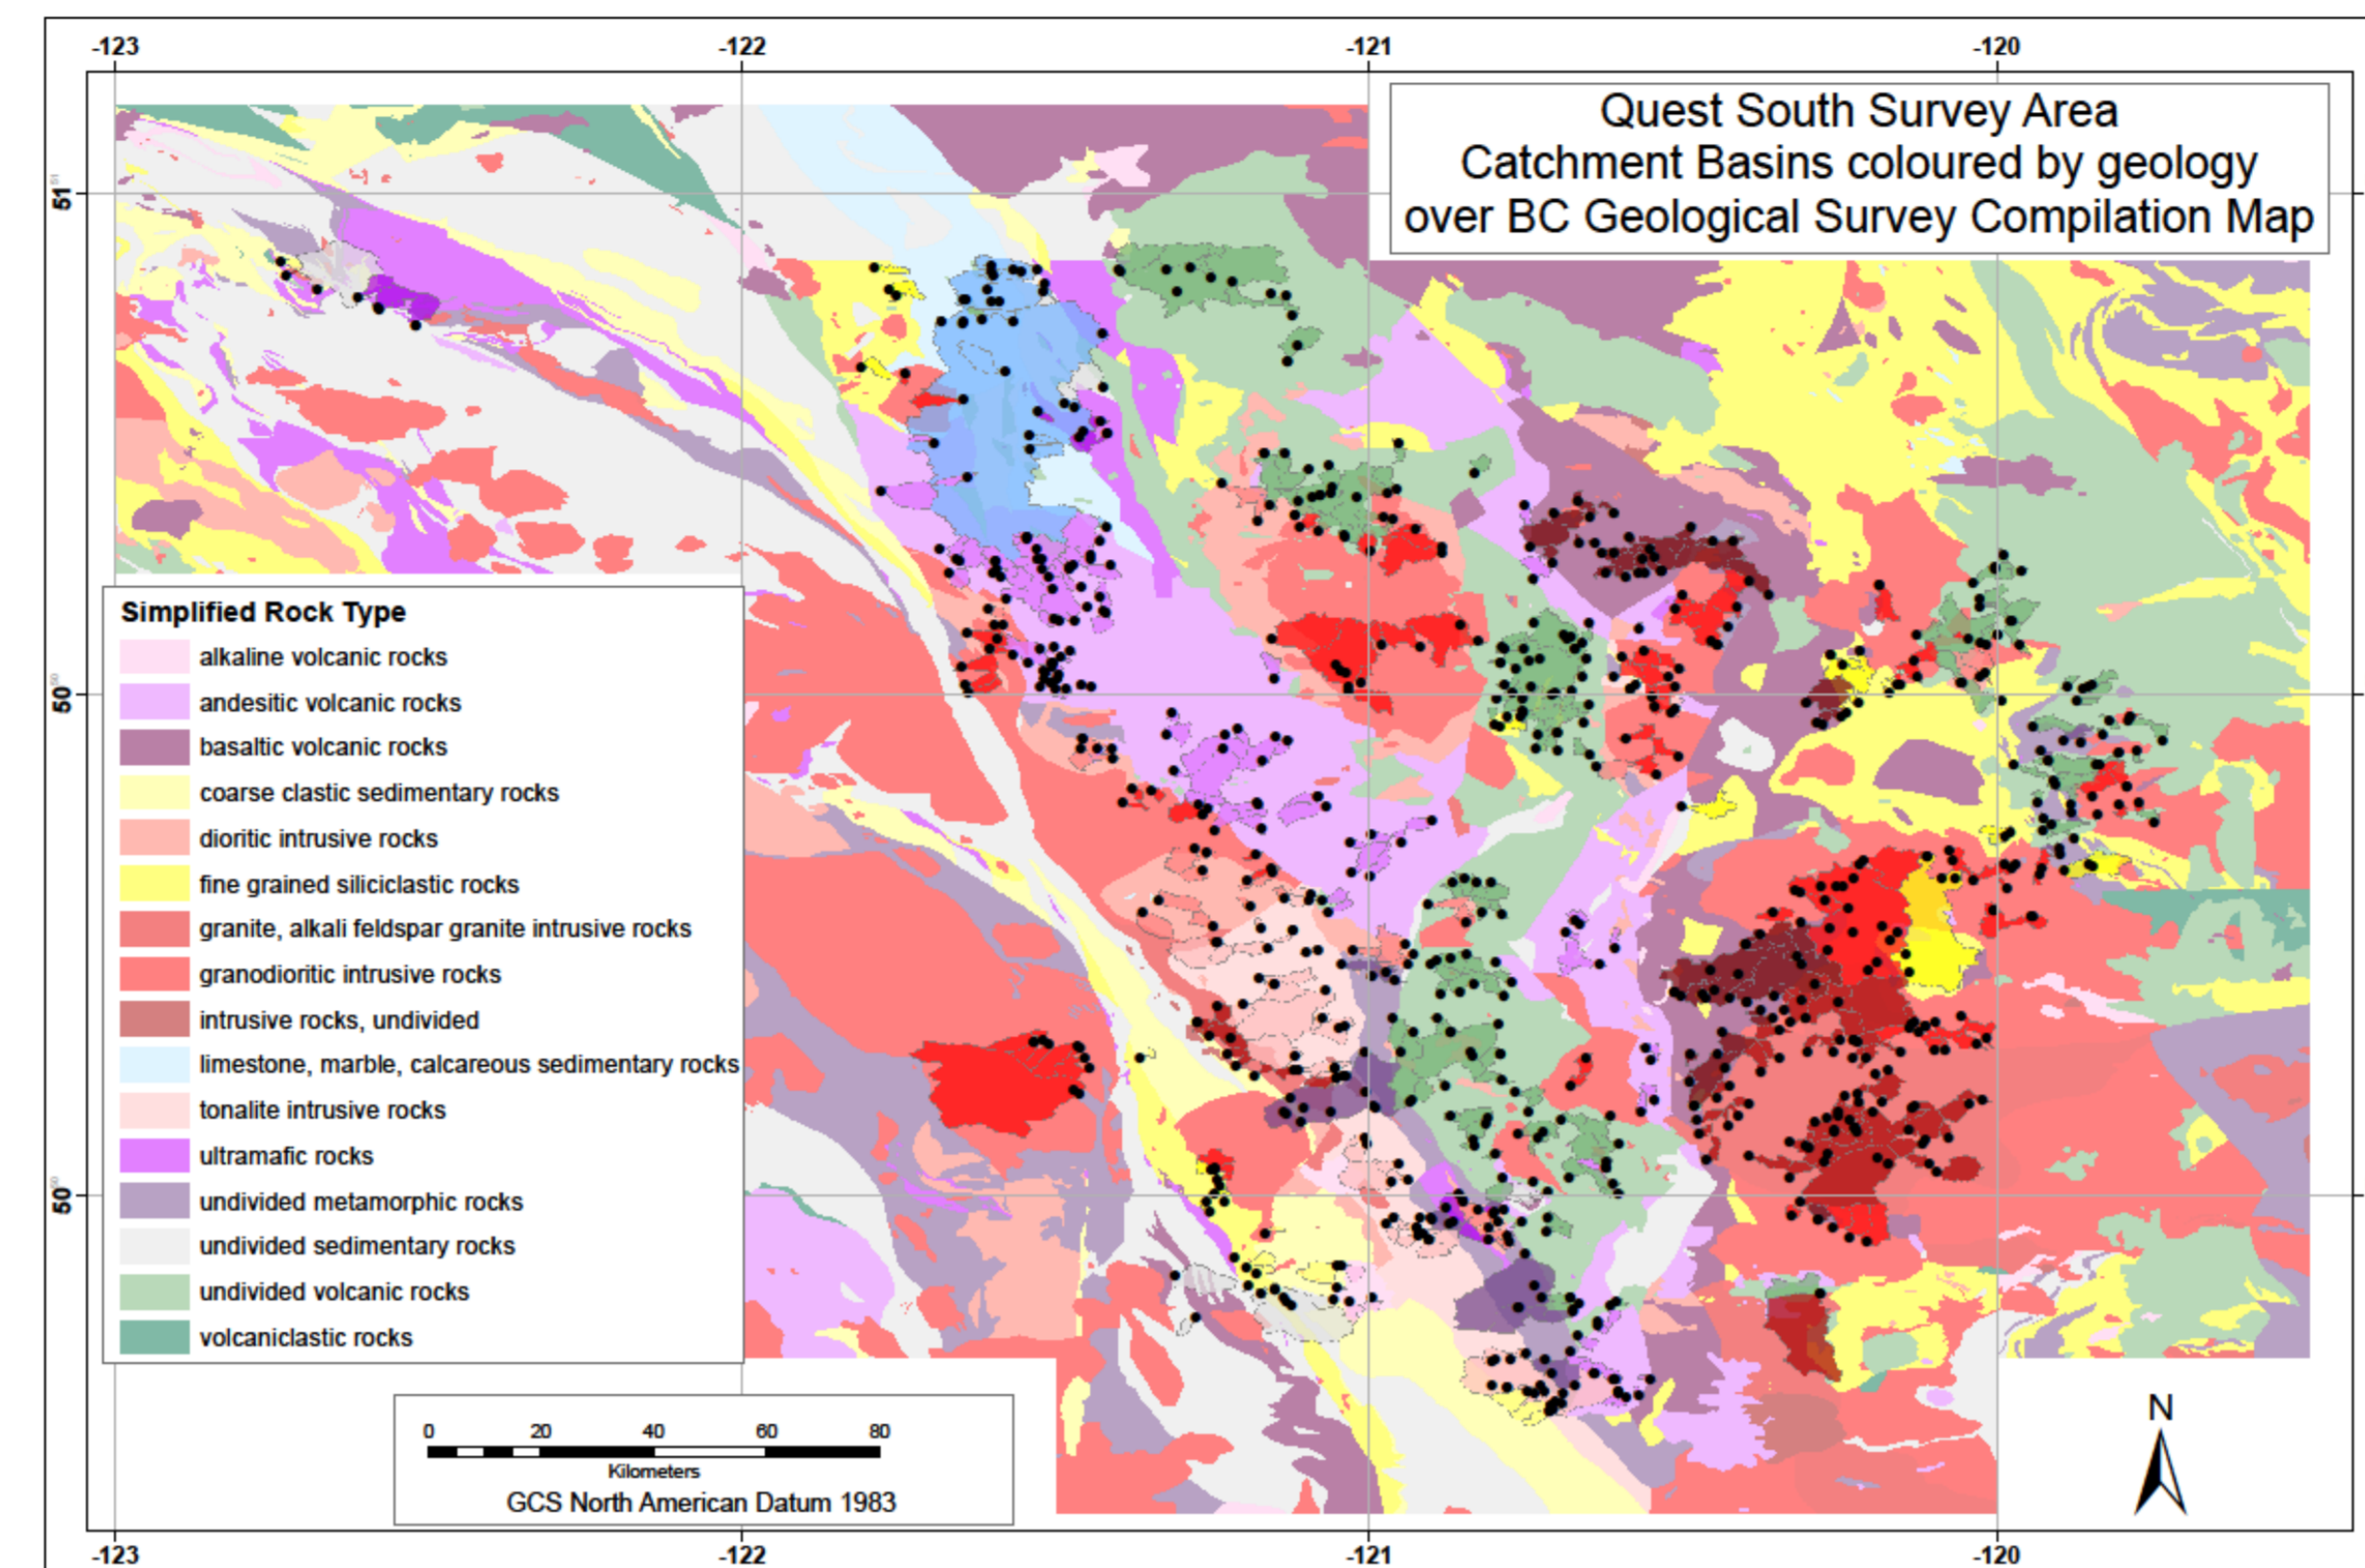 -123 -122 -121 -120
Quest South Survey Area
Catchment Basins coloured by geology
over BC Geological Survey Compilation Map
51
50
50
Simplified Rock Type
alkaline volcanic rocks
andesitic volcanic rocks
basaltic volcanic rocks
coarse clastic sedimentary rocks
dioritic intrusive rocks
fine grained siliciclastic rocks
granite, alkali feldspar granite intrusive rocks
granodioritic intrusive rocks
intrusive rocks, undivided
limestone, marble, calcareous sedimentary rocks
tonalite intrusive rocks
ultramafic rocks
undivided metamorphic rocks
undivided sedimentary rocks
undivided volcanic rocks
volcaniclastic rocks
0 20 40 60 80
Kilometers
GCS North American Datum 1983
N
-123 -122 -121 -120